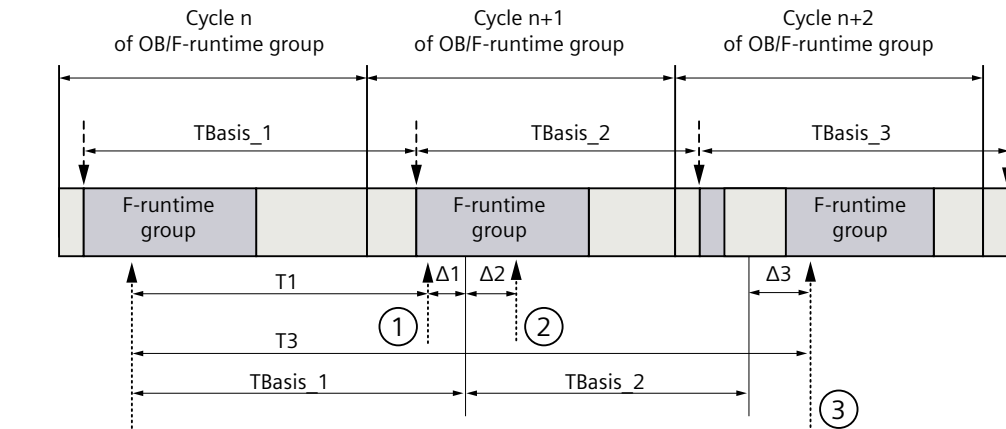 Cycle n
of OB/F-runtime group
Cycle n+1
of OB/F-runtime group
Cycle n+2
of OB/F-runtime group
TBasis_1
TBasis_2
TBasis_3
F-runtime
group
F-runtime
group
F-runtime
group
T1
Δ1
Δ2
Δ3
1
2
T3
TBasis_1
TBasis_2
3